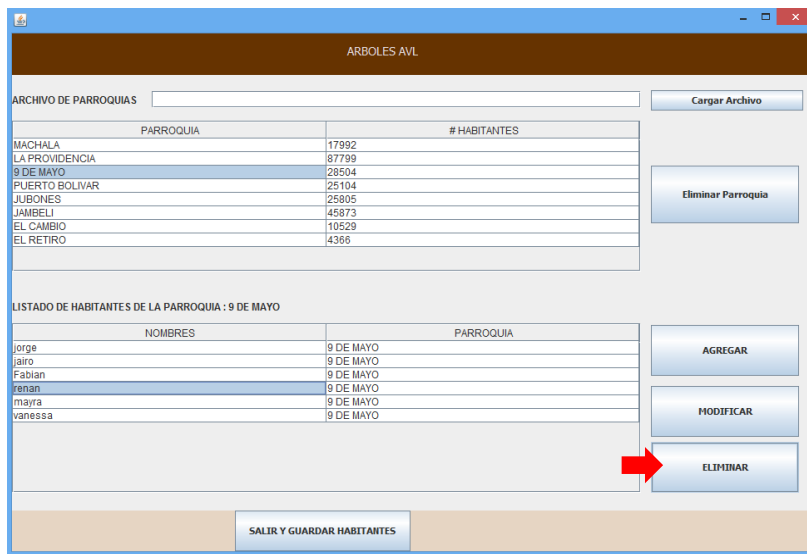 ARBOLES AVL
ARCHIVO DE PARROQUIAS Cargar Archivo
PARROQUIA # HABITANTES
MACHALA 17992
LA PROVIDENCIA 87799
9 DE MAYO 28504
PUERTO BOLIVAR 25104
JUBONES 25805
JAMBELI 45873
EL CAMBIO 10529
EL RETIRO 4366
Eliminar Parroquia
LISTADO DE HABITANTES DE LA PARROQUIA : 9 DE MAYO
NOMBRES PARROQUIA
jorge 9 DE MAYO
jairo 9 DE MAYO
Fabian 9 DE MAYO
renan 9 DE MAYO
mayra 9 DE MAYO
vanessa 9 DE MAYO
AGREGAR
MODIFICAR
ELIMINAR
SALIR Y GUARDAR HABITANTES